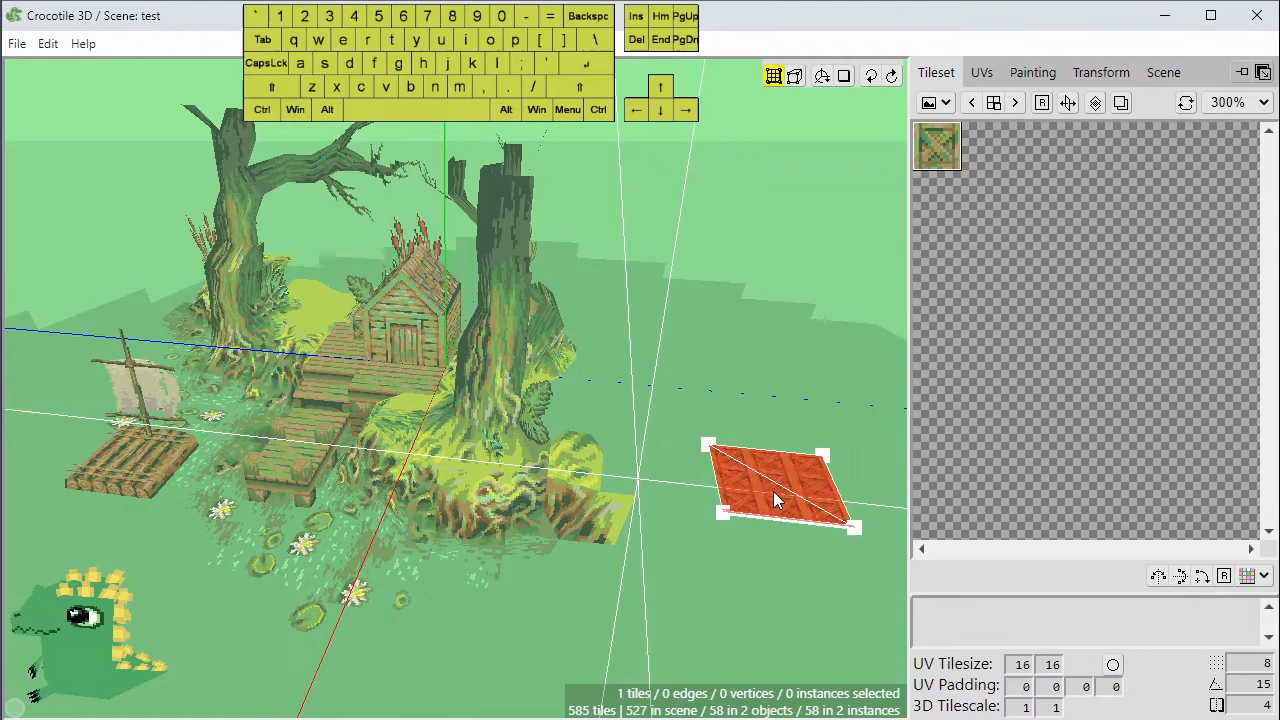 Crocotile 3D / Scene: test
File Edit Help
` 1 2 3 4 5 6 7 8 9 0 - = Backspc
Tab q w e r t y u i o p [ ] \
CapsLck a s d f g h j k l ; ' ↵
⇧ z x c v b n m , . / ⇧
Ctrl Win Alt Alt Win Menu Ctrl
Ins Hm PgUp
Del End PgDn
↑
← ↓ →
Tileset UVs Painting Transform Scene
R 300%
R
UV Tilesize: 16 16 8
UV Padding: 0 0 0 0 15
3D Tilescale: 1 1 4
1 tiles / 0 edges / 0 vertices / 0 instances selected
585 tiles | 527 in scene / 58 in 2 objects / 58 in 2 instances